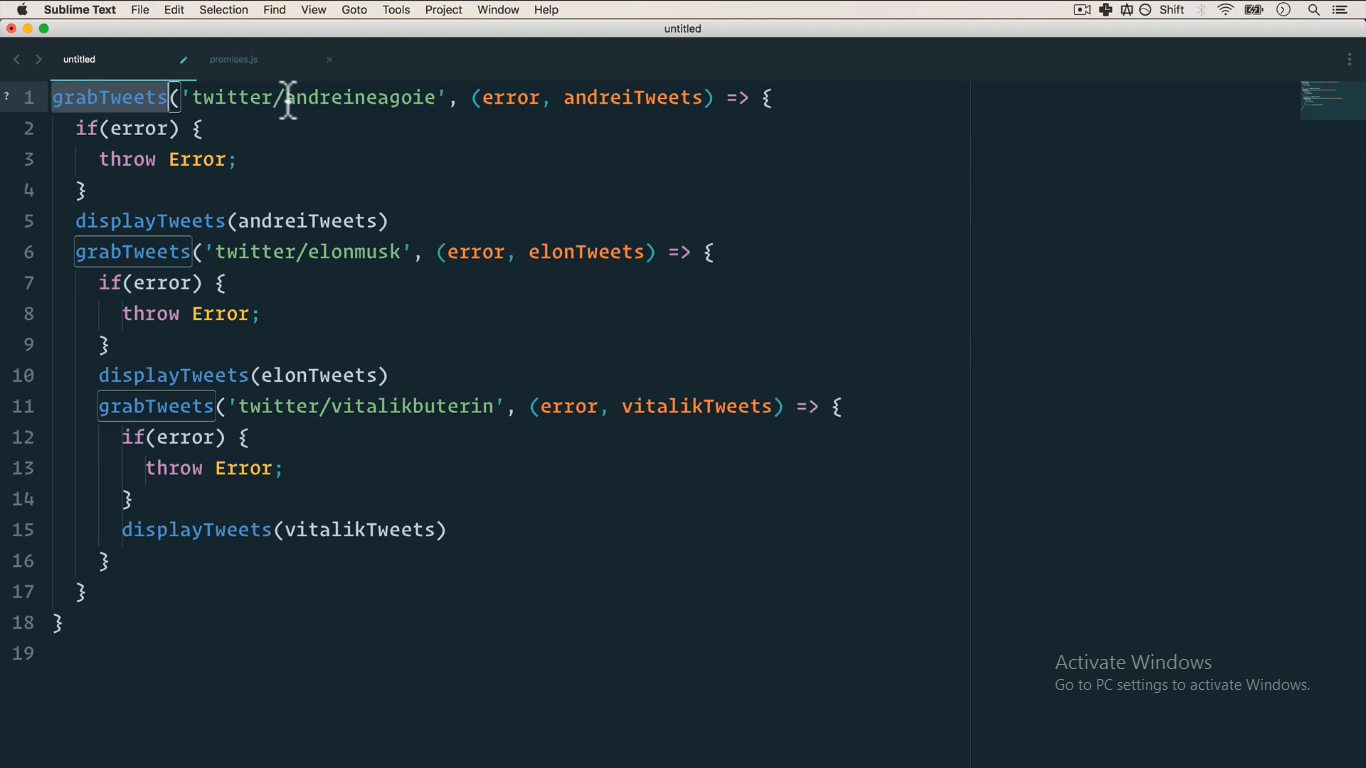 Sublime Text File Edit Selection Find View Goto Tools Project Window Help Shift
untitled
untitled promises.js
? 1 grabTweets('twitter/andreineagoie', (error, andreiTweets) => {
2 if(error) {
3 throw Error;
4 }
5 displayTweets(andreiTweets)
6 grabTweets('twitter/elonmusk', (error, elonTweets) => {
7 if(error) {
8 throw Error;
9 }
10 displayTweets(elonTweets)
11 grabTweets('twitter/vitalikbuterin', (error, vitalikTweets) => {
12 if(error) {
13 throw Error;
14 }
15 displayTweets(vitalikTweets)
16 }
17 }
18 }
19
Activate Windows
Go to PC settings to activate Windows.